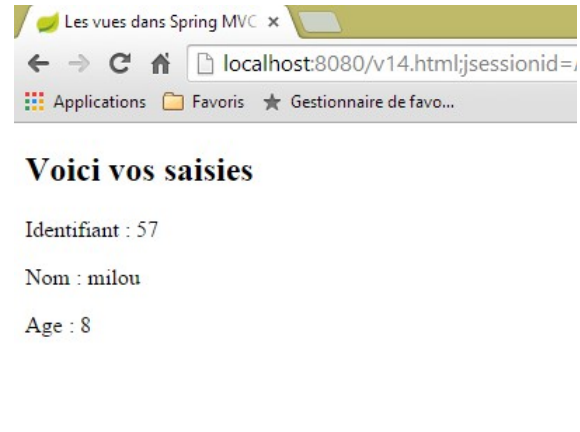 Les vues dans Spring MVC
localhost:8080/v14.html;jsessionid=
Applications Favoris Gestionnaire de favo...
Voici vos saisies
Identifiant : 57
Nom : milou
Age : 8